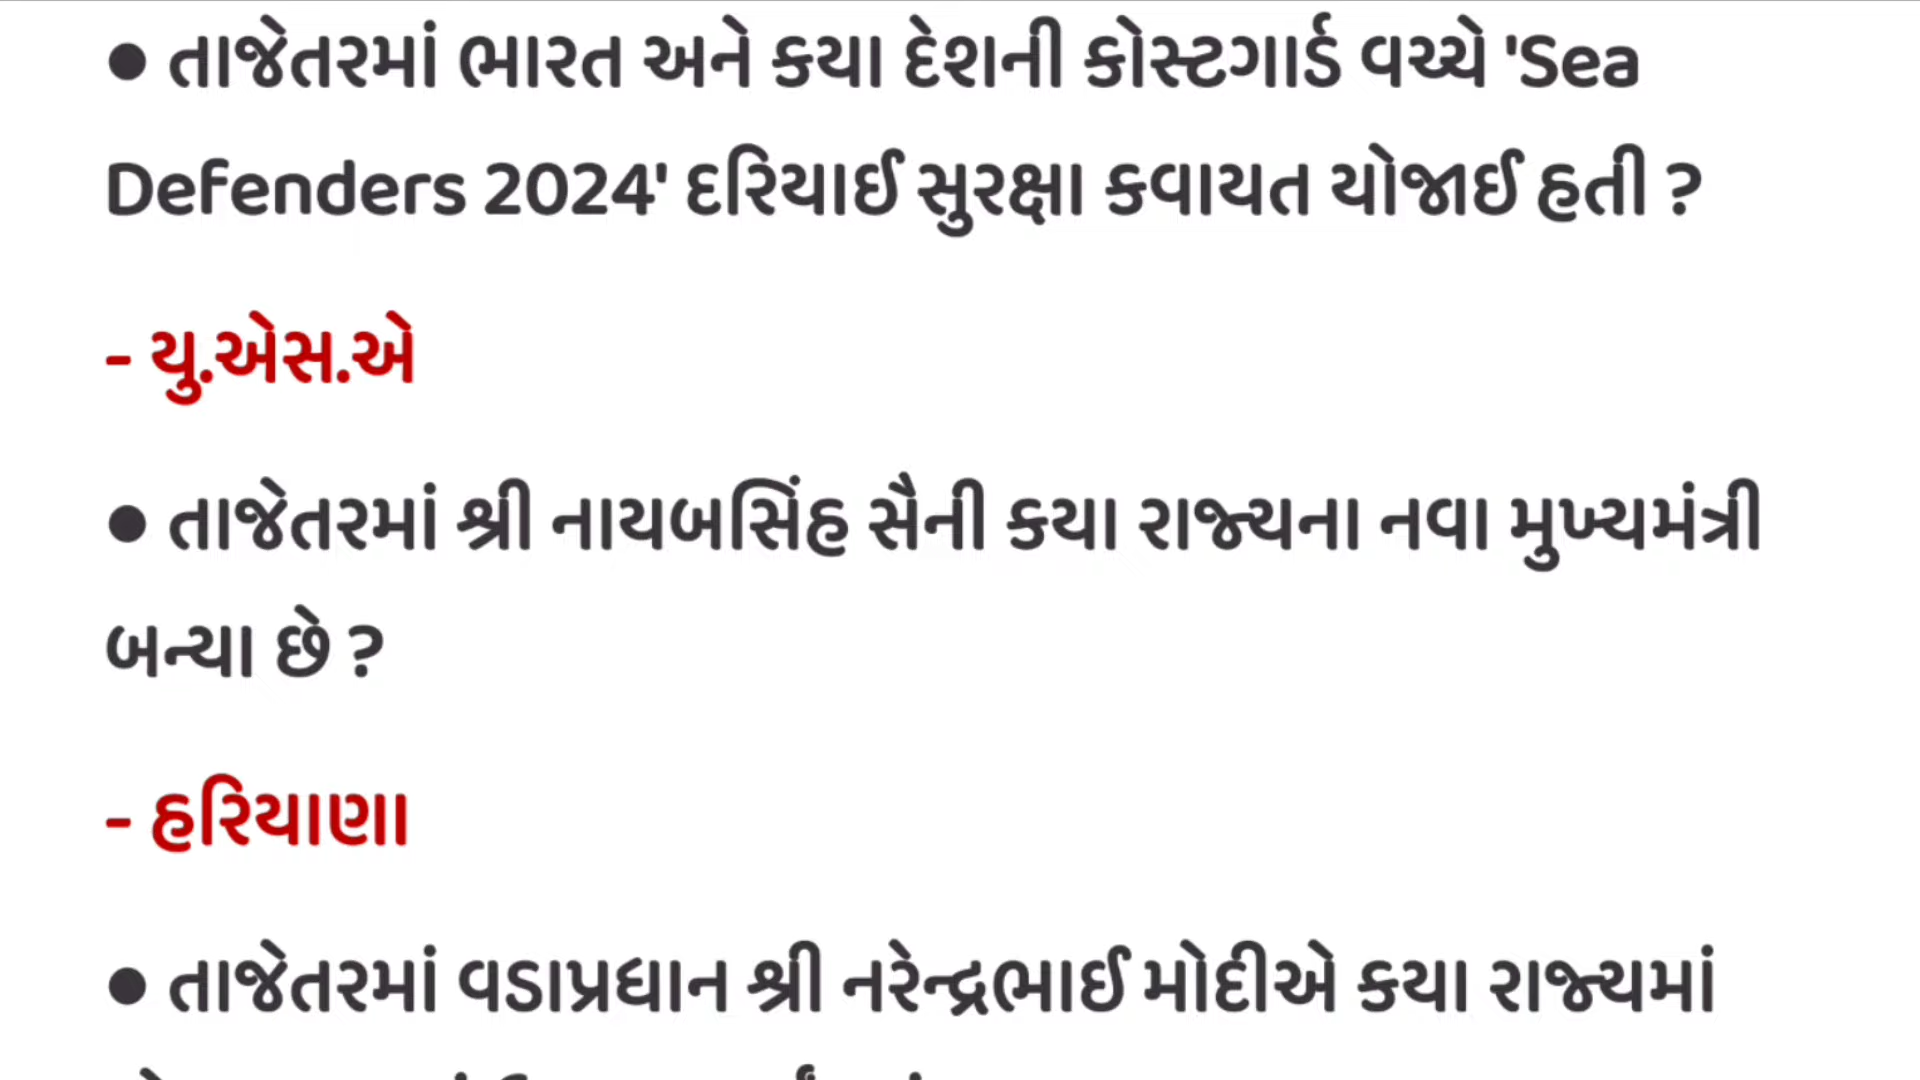 ● તાજેતરમાં ભારત અને કયા દેશની કોસ્ટગાર્ડ વચ્ચે 'Sea
Defenders 2024' દરિયાઈ સુરક્ષા કવાયત યોજાઈ હતી ?
- યુ.એસ.એ
● તાજેતરમાં શ્રી નાયબસિંહ સૈની કયા રાજ્યના નવા મુખ્યમંત્રી
બન્યા છે ?
- હરિયાણા
● તાજેતરમાં વડાપ્રધાન શ્રી નરેન્દ્રભાઈ મોદીએ કયા રાજ્યમાં